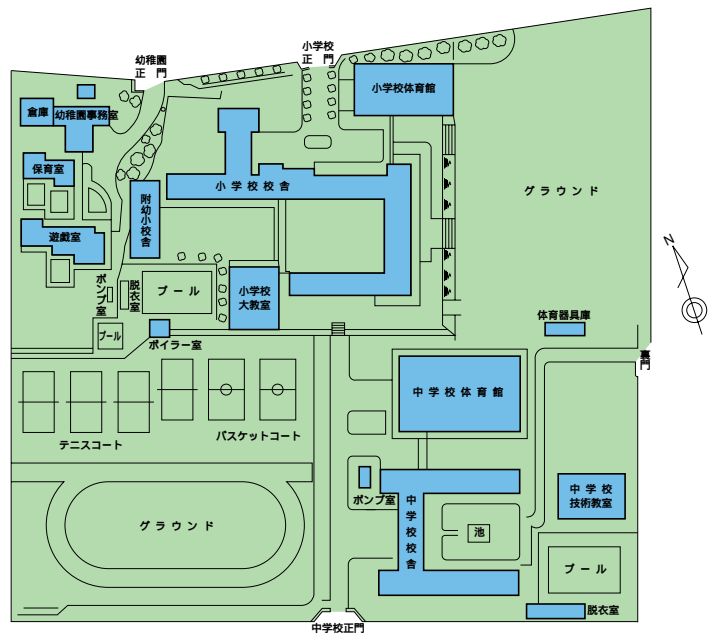 小学校
正　門
幼稚園
正　門
小学校体育館
倉庫
幼稚園事務室
保育室
小学校校舎
グラウンド
附幼小校舎
遊戯室
ポンプ室
脱衣室
プール
小学校
大教室
N
プール
ボイラー室
体育器具庫
裏門
中学校体育館
テニスコート
バスケットコート
ポンプ室
中学校校舎
中学校
技術教室
グラウンド
池
プール
脱衣室
中学校正門